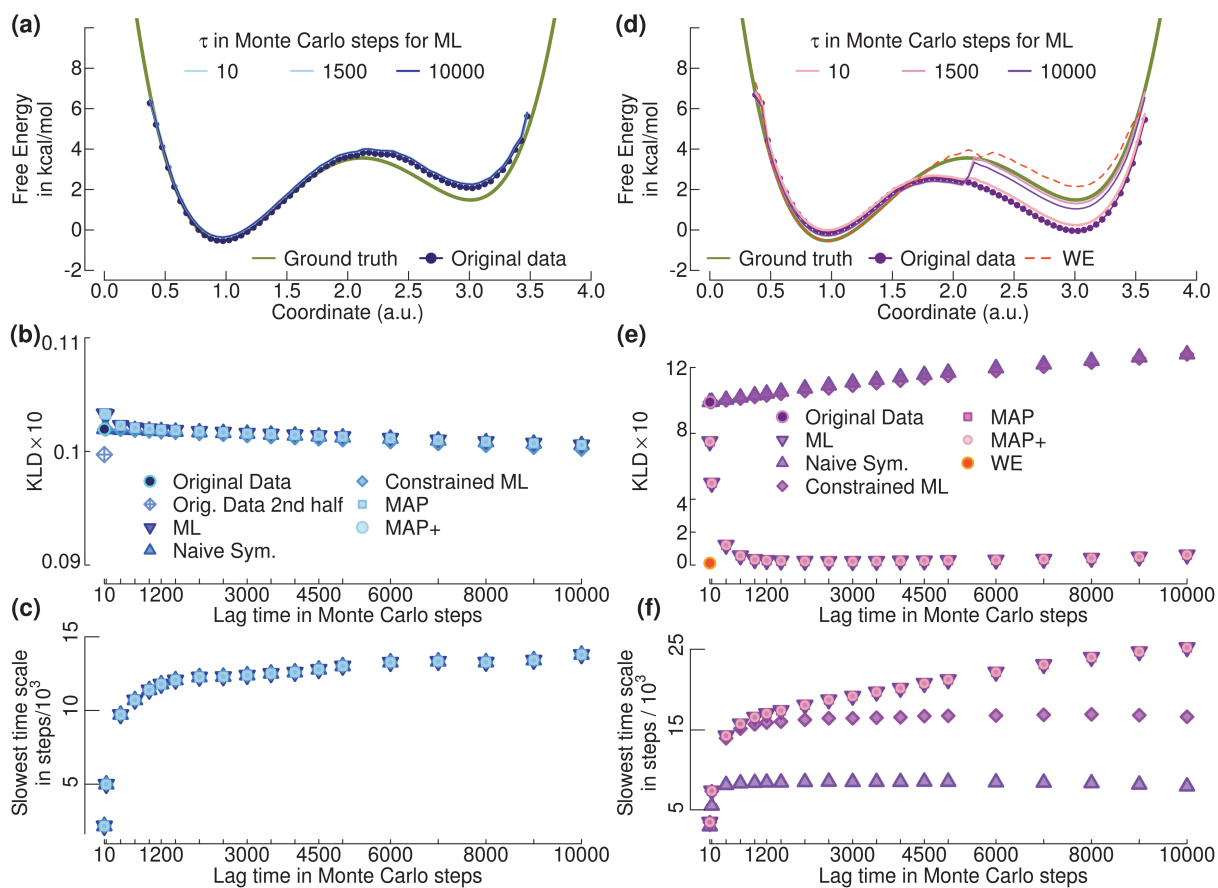 (a)
τ in Monte Carlo steps for ML
10 1500 10000
Free Energy
in kcal/mol
8
6
4
2
0
-2
Ground truth Original data
0.0 0.5 1.0 1.5 2.0 2.5 3.0 3.5 4.0
Coordinate (a.u.)
(b)
KLD × 10
0.11
0.1
0.09
Original Data
Orig. Data 2nd half
ML
Naive Sym.
Constrained ML
MAP
MAP+
10 1200 3000 4500 6000 8000 10000
Lag time in Monte Carlo steps
(c)
Slowest time scale
in steps/10³
15
10
5
10 1200 3000 4500 6000 8000 10000
Lag time in Monte Carlo steps
(d)
τ in Monte Carlo steps for ML
10 1500 10000
Free Energy
in kcal/mol
8
6
4
2
0
-2
Ground truth Original data WE
0.0 0.5 1.0 1.5 2.0 2.5 3.0 3.5 4.0
Coordinate (a.u.)
(e)
KLD × 10
12
8
4
2
0
Original Data
ML
Naive Sym.
Constrained ML
MAP
MAP+
WE
10 1200 3000 4500 6000 8000 10000
Lag time in Monte Carlo steps
(f)
Slowest time scale
in steps / 10³
25
15
5
10 1200 3000 4500 6000 8000 10000
Lag time in Monte Carlo steps